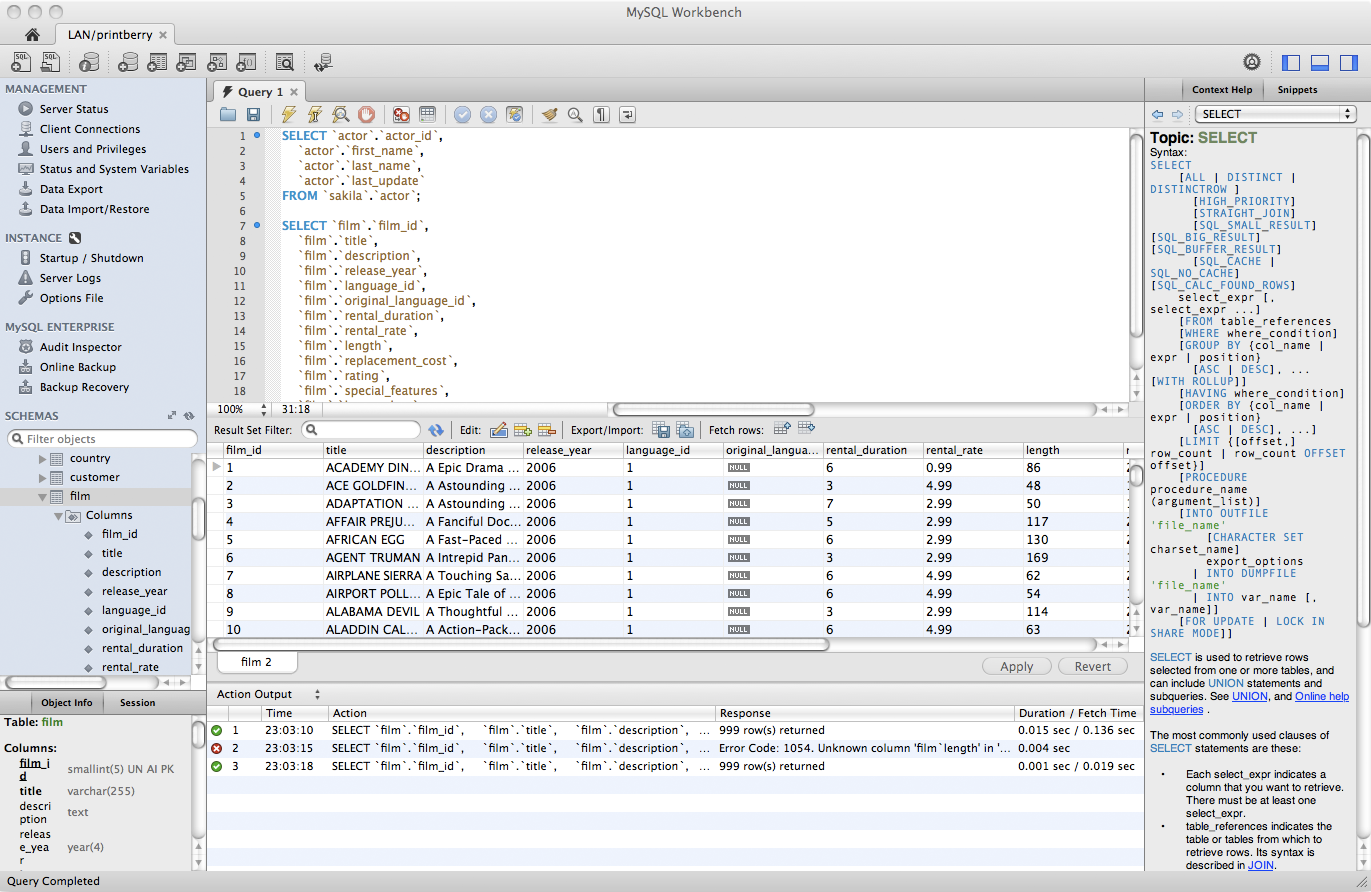 MySQL Workbench
LAN/printberry
MANAGEMENT
Server Status
Client Connections
Users and Privileges
Status and System Variables
Data Export
Data Import/Restore
INSTANCE
Startup / Shutdown
Server Logs
Options File
MySQL ENTERPRISE
Audit Inspector
Online Backup
Backup Recovery
SCHEMAS
Filter objects
country
customer
film
Columns
film_id
title
description
release_year
language_id
original_languag
rental_duration
rental_rate
Object Info Session
Table: film
Columns:
film_i
d smallint(5) UN AI PK
title varchar(255)
descri
ption text
releas
e_yea
r year(4)
Query 1
1 SELECT `actor`.`actor_id`,
2 `actor`.`first_name`,
3 `actor`.`last_name`,
4 `actor`.`last_update`
5 FROM `sakila`.`actor`;
6
7 SELECT `film`.`film_id`,
8 `film`.`title`,
9 `film`.`description`,
10 `film`.`release_year`,
11 `film`.`language_id`,
12 `film`.`original_language_id`,
13 `film`.`rental_duration`,
14 `film`.`rental_rate`,
15 `film`.`length`,
16 `film`.`replacement_cost`,
17 `film`.`rating`,
18 `film`.`special_features`,
100% 31:18
Result Set Filter: Edit: Export/Import: Fetch rows:
film_id title description release_year language_id original_langua... rental_duration rental_rate length
1 ACADEMY DIN... A Epic Drama ... 2006 1 NULL 6 0.99 86
2 ACE GOLDFIN... A Astounding ... 2006 1 NULL 3 4.99 48
3 ADAPTATION ... A Astounding ... 2006 1 NULL 7 2.99 50
4 AFFAIR PREJU... A Fanciful Doc... 2006 1 NULL 5 2.99 117
5 AFRICAN EGG A Fast-Paced ... 2006 1 NULL 6 2.99 130
6 AGENT TRUMAN A Intrepid Pan... 2006 1 NULL 3 2.99 169
7 AIRPLANE SIERRA A Touching Sa... 2006 1 NULL 6 4.99 62
8 AIRPORT POLL... A Epic Tale of ... 2006 1 NULL 6 4.99 54
9 ALABAMA DEVIL A Thoughtful ... 2006 1 NULL 3 2.99 114
10 ALADDIN CAL... A Action-Pack... 2006 1 NULL 6 4.99 63
film 2 Apply Revert
Action Output
Time Action Response Duration / Fetch Time
1 23:03:10 SELECT `film`.`film_id`, `film`.`title`, `film`.`description`, ... 999 row(s) returned 0.015 sec / 0.136 sec
2 23:03:15 SELECT `film`.`film_id`, `film`.`title`, `film`.`description`, ... Error Code: 1054. Unknown column 'film`length' in '... 0.004 sec
3 23:03:18 SELECT `film`.`film_id`, `film`.`title`, `film`.`description`, ... 999 row(s) returned 0.001 sec / 0.019 sec
Context Help Snippets
SELECT
Topic: SELECT
Syntax:
SELECT
[ALL | DISTINCT |
DISTINCTROW ]
[HIGH_PRIORITY]
[STRAIGHT_JOIN]
[SQL_SMALL_RESULT]
[SQL_BIG_RESULT]
[SQL_BUFFER_RESULT]
[SQL_CACHE |
SQL_NO_CACHE]
[SQL_CALC_FOUND_ROWS]
select_expr [,
select_expr ...]
[FROM table_references
[WHERE where_condition]
[GROUP BY {col_name |
expr | position}
[ASC | DESC], ...
[WITH ROLLUP]]
[HAVING where_condition]
[ORDER BY {col_name |
expr | position}
[ASC | DESC], ...]
[LIMIT {[offset,]
row_count | row_count OFFSET
offset}]
[PROCEDURE
procedure_name
(argument_list)]
[INTO OUTFILE
'file_name'
[CHARACTER SET
charset_name]
export_options
| INTO DUMPFILE
'file_name'
| INTO var_name [,
var_name]]
[FOR UPDATE | LOCK IN
SHARE MODE]]
SELECT is used to retrieve rows
selected from one or more tables, and
can include UNION statements and
subqueries. See UNION, and Online help
subqueries .
The most commonly used clauses of
SELECT statements are these:
• Each select_expr indicates a
column that you want to retrieve.
There must be at least one
select_expr.
• table_references indicates the
table or tables from which to
retrieve rows. Its syntax is
described in JOIN.
Query Completed